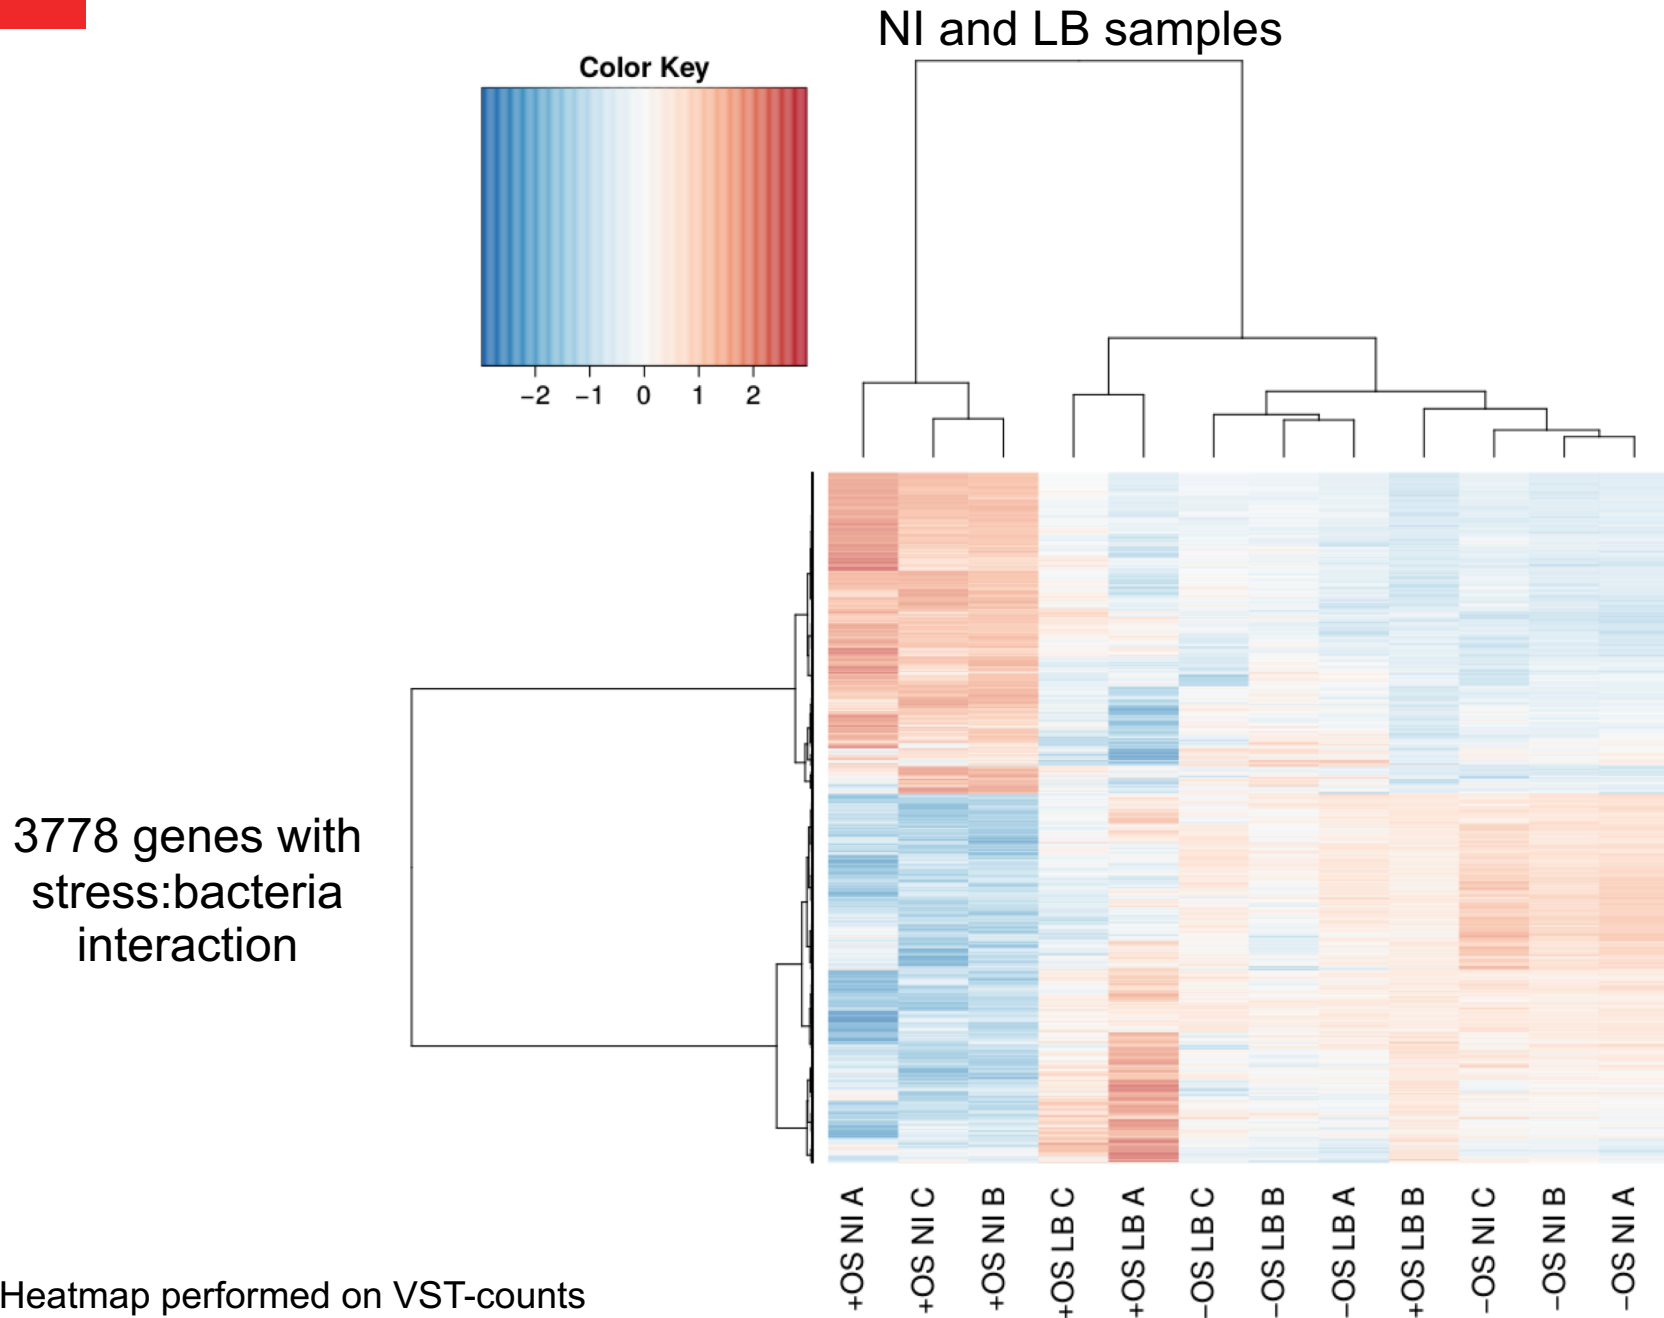 NI and LB samples
Color Key
−2 −1 0 1 2
3778 genes with
stress:bacteria
interaction
+OS NI A
+OS NI C
+OS NI B
+OS LB C
+OS LB A
−OS LB C
−OS LB B
−OS LB A
+OS LB B
−OS NI C
−OS NI B
−OS NI A
Heatmap performed on VST-counts